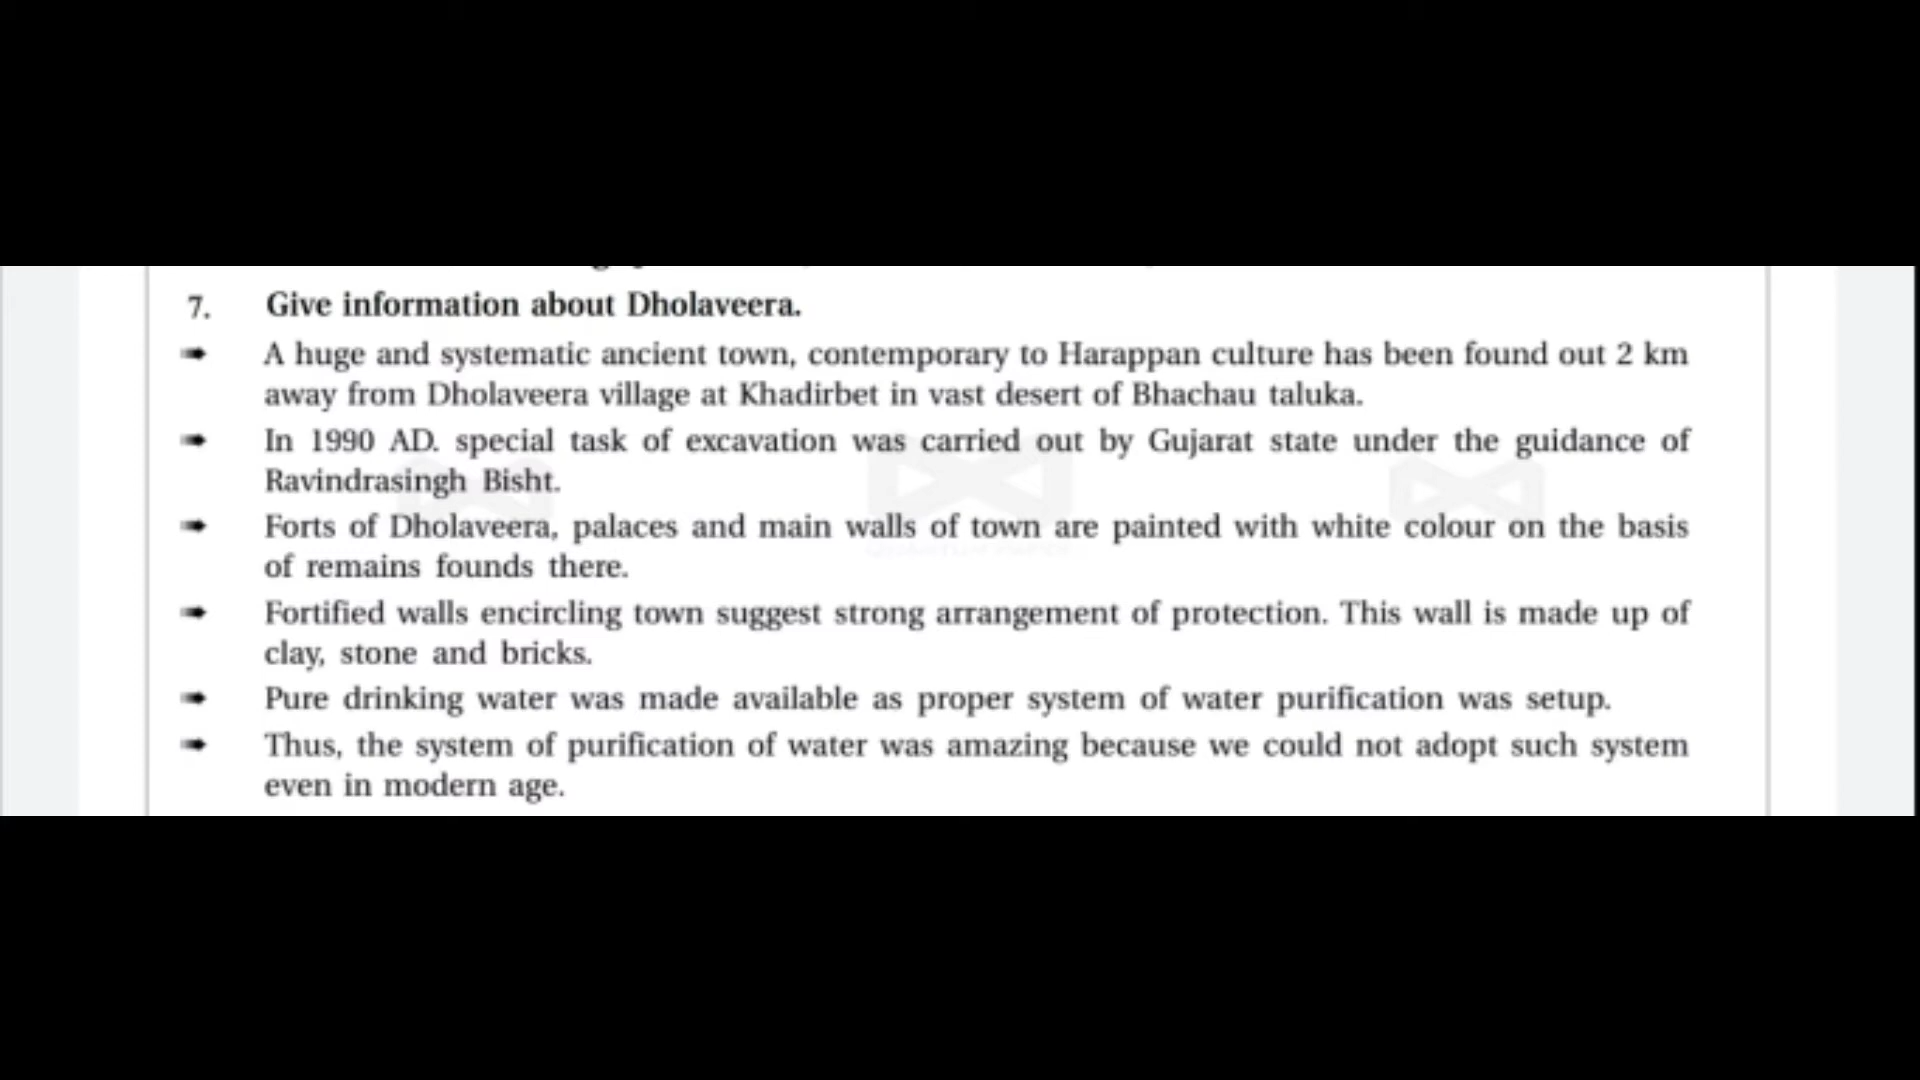 7. Give information about Dholaveera.
➡ A huge and systematic ancient town, contemporary to Harappan culture has been found out 2 km
away from Dholaveera village at Khadirbet in vast desert of Bhachau taluka.
➡ In 1990 AD. special task of excavation was carried out by Gujarat state under the guidance of
Ravindrasingh Bisht.
➡ Forts of Dholaveera, palaces and main walls of town are painted with white colour on the basis
of remains founds there.
➡ Fortified walls encircling town suggest strong arrangement of protection. This wall is made up of
clay, stone and bricks.
➡ Pure drinking water was made available as proper system of water purification was setup.
➡ Thus, the system of purification of water was amazing because we could not adopt such system
even in modern age.